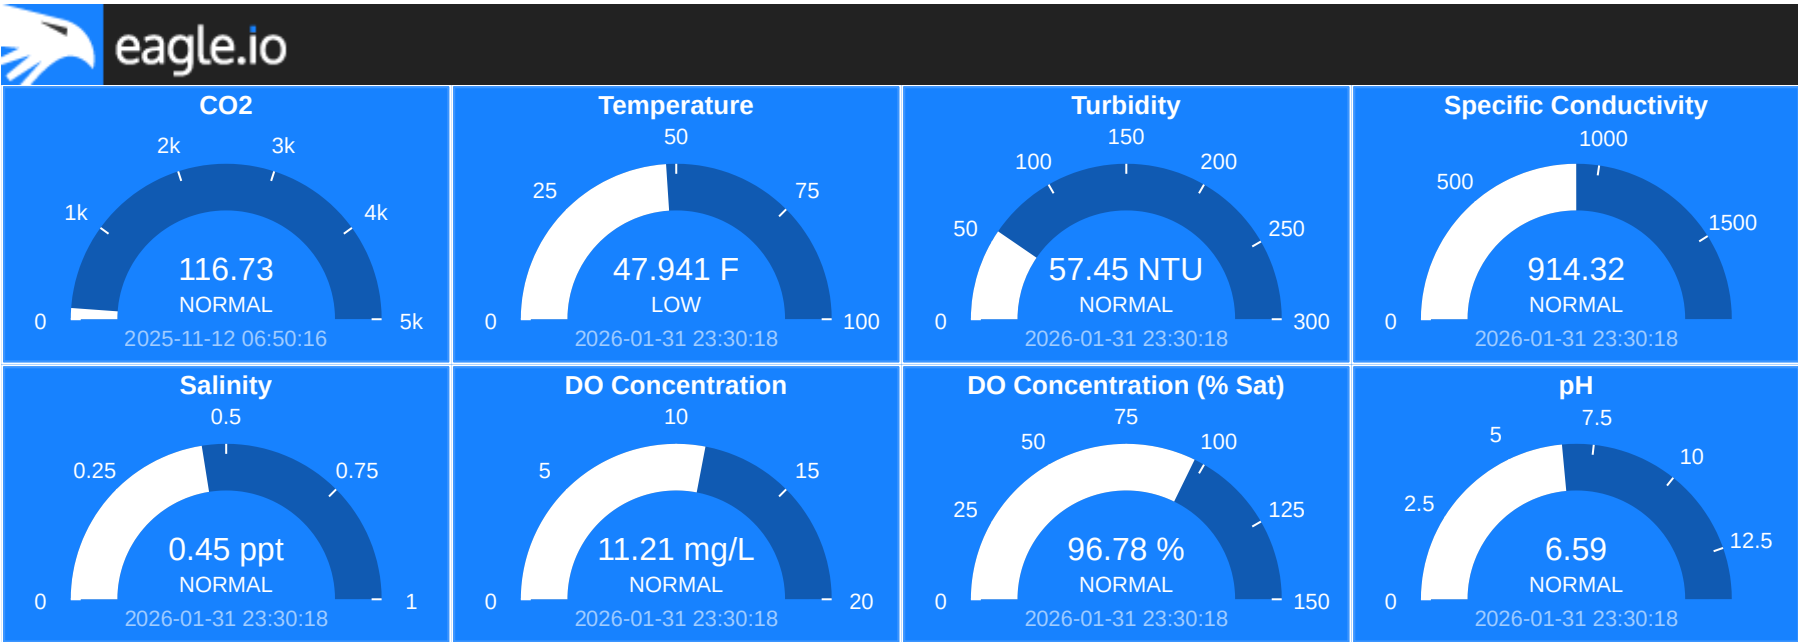 eagle.io
CO2
0
1k
2k
3k
4k
5k
116.73
NORMAL
2025-11-12 06:50:16
Temperature
0
25
50
75
100
47.941 F
LOW
2026-01-31 23:30:18
Turbidity
0
50
100
150
200
250
300
57.45 NTU
NORMAL
2026-01-31 23:30:18
Specific Conductivity
0
500
1000
1500
914.32
NORMAL
2026-01-31 23:30:18
Salinity
0
0.25
0.5
0.75
1
0.45 ppt
NORMAL
2026-01-31 23:30:18
DO Concentration
0
5
10
15
20
11.21 mg/L
NORMAL
2026-01-31 23:30:18
DO Concentration (% Sat)
0
25
50
75
100
125
150
96.78 %
NORMAL
2026-01-31 23:30:18
pH
0
2.5
5
7.5
10
12.5
6.59
NORMAL
2026-01-31 23:30:18